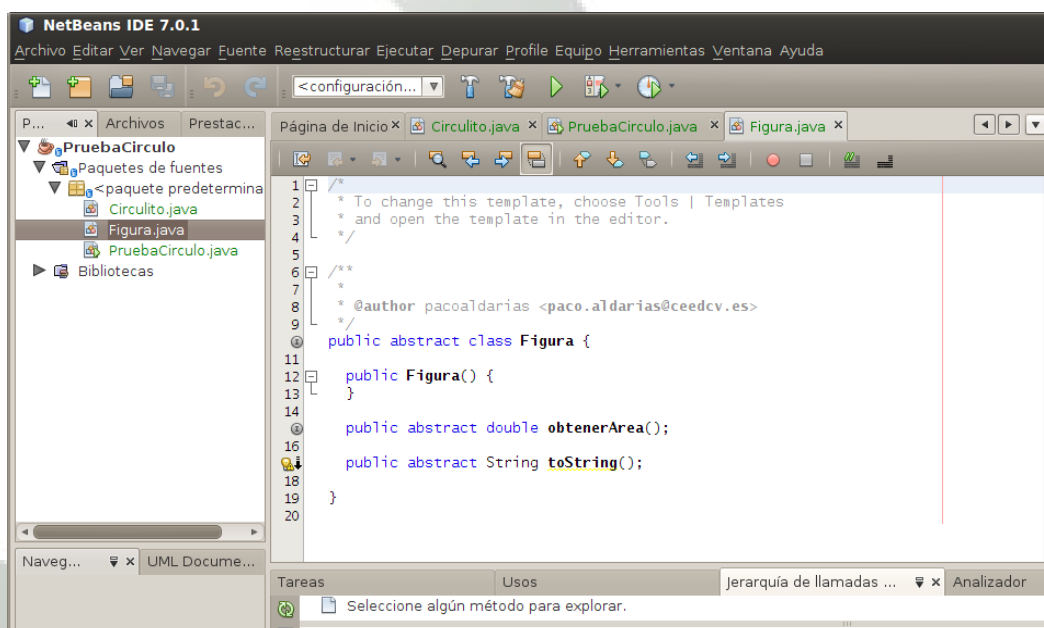 NetBeans IDE 7.0.1
Archivo Editar Ver Navegar Fuente Reestructurar Ejecutar Depurar Profile Equipo Herramientas Ventana Ayuda
<configuración...
P... Archivos Prestac...
Página de Inicio Circulito.java PruebaCirculo.java Figura.java
PruebaCirculo
Paquetes de fuentes
<paquete predetermina
Circulito.java
Figura.java
PruebaCirculo.java
Bibliotecas
1 /*
2 * To change this template, choose Tools | Templates
3 * and open the template in the editor.
4 */
5
6 /**
7 *
8 * @author pacoaldarias <paco.aldarias@ceedcv.es>
9 */
public abstract class Figura {
11
12 public Figura() {
13 }
14
public abstract double obtenerArea();
16
public abstract String toString();
18
19 }
20
Naveg... UML Docume...
Tareas Usos Jerarquía de llamadas ... Analizador
Seleccione algún método para explorar.